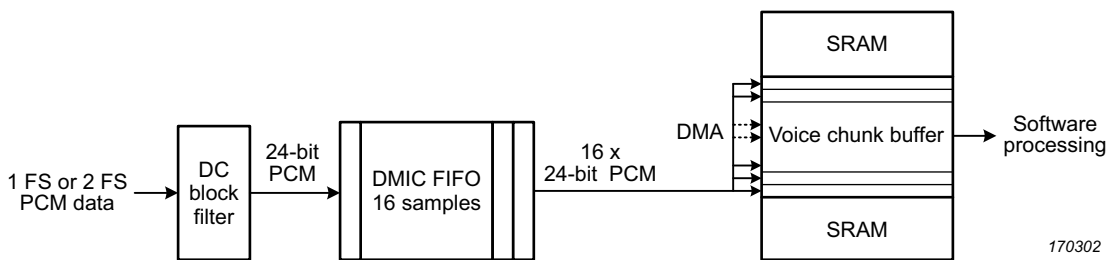 1 FS or 2 FS
PCM data
DC
block
filter
24-bit
PCM
DMIC FIFO
16 samples
16 x
24-bit PCM
DMA
SRAM
Voice chunk buffer
SRAM
Software
processing
170302